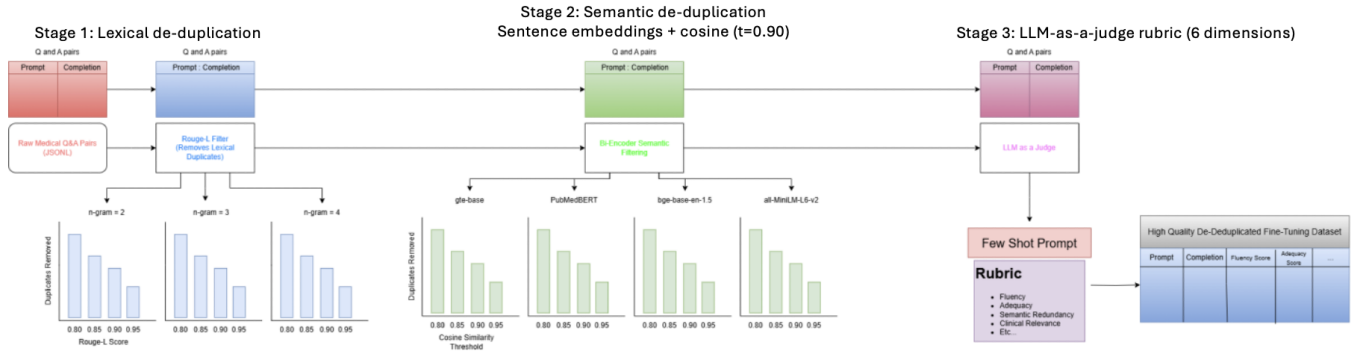 Stage 1: Lexical de-duplication
Q and A pairs
Prompt Completion
Raw Medical Q&A Pairs
(JSONL)
Q and A pairs
Prompt : Completion
Rouge-L Filter
(Removes Lexical
Duplicates)
n-gram = 2
n-gram = 3
n-gram = 4
Duplicates Removed
0.80 0.85 0.90 0.95
0.80 0.85 0.90 0.95
0.80 0.85 0.90 0.95
Rouge-L Score
Stage 2: Semantic de-duplication
Sentence embeddings + cosine (t=0.90)
Q and A pairs
Prompt : Completion
Bi-Encoder Semantic
Filtering
gte-base
PubMedBERT
bge-base-en-1.5
all-MiniLM-L6-v2
Duplicates Removed
0.80 0.85 0.90 0.95
0.80 0.85 0.90 0.95
0.80 0.85 0.90 0.95
0.80 0.85 0.90 0.95
Cosine Similarity
Threshold
Stage 3: LLM-as-a-judge rubric (6 dimensions)
Q and A pairs
Prompt Completion
LLM as a Judge
Few Shot Prompt
Rubric
• Fluency
• Adequacy
• Semantic Redundancy
• Clinical Relevance
• Etc...
High Quality De-Deduplicated Fine-Tuning Dataset
Prompt Completion Fluency Score Adequacy Score ...